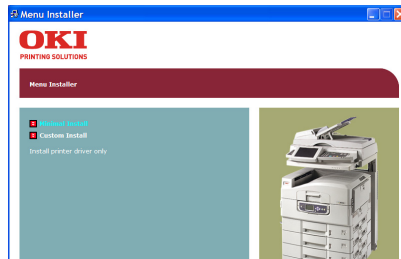 Menu Installer
OKI
PRINTING SOLUTIONS
Menu Installer
Minimal Install
Custom Install
Install printer driver only